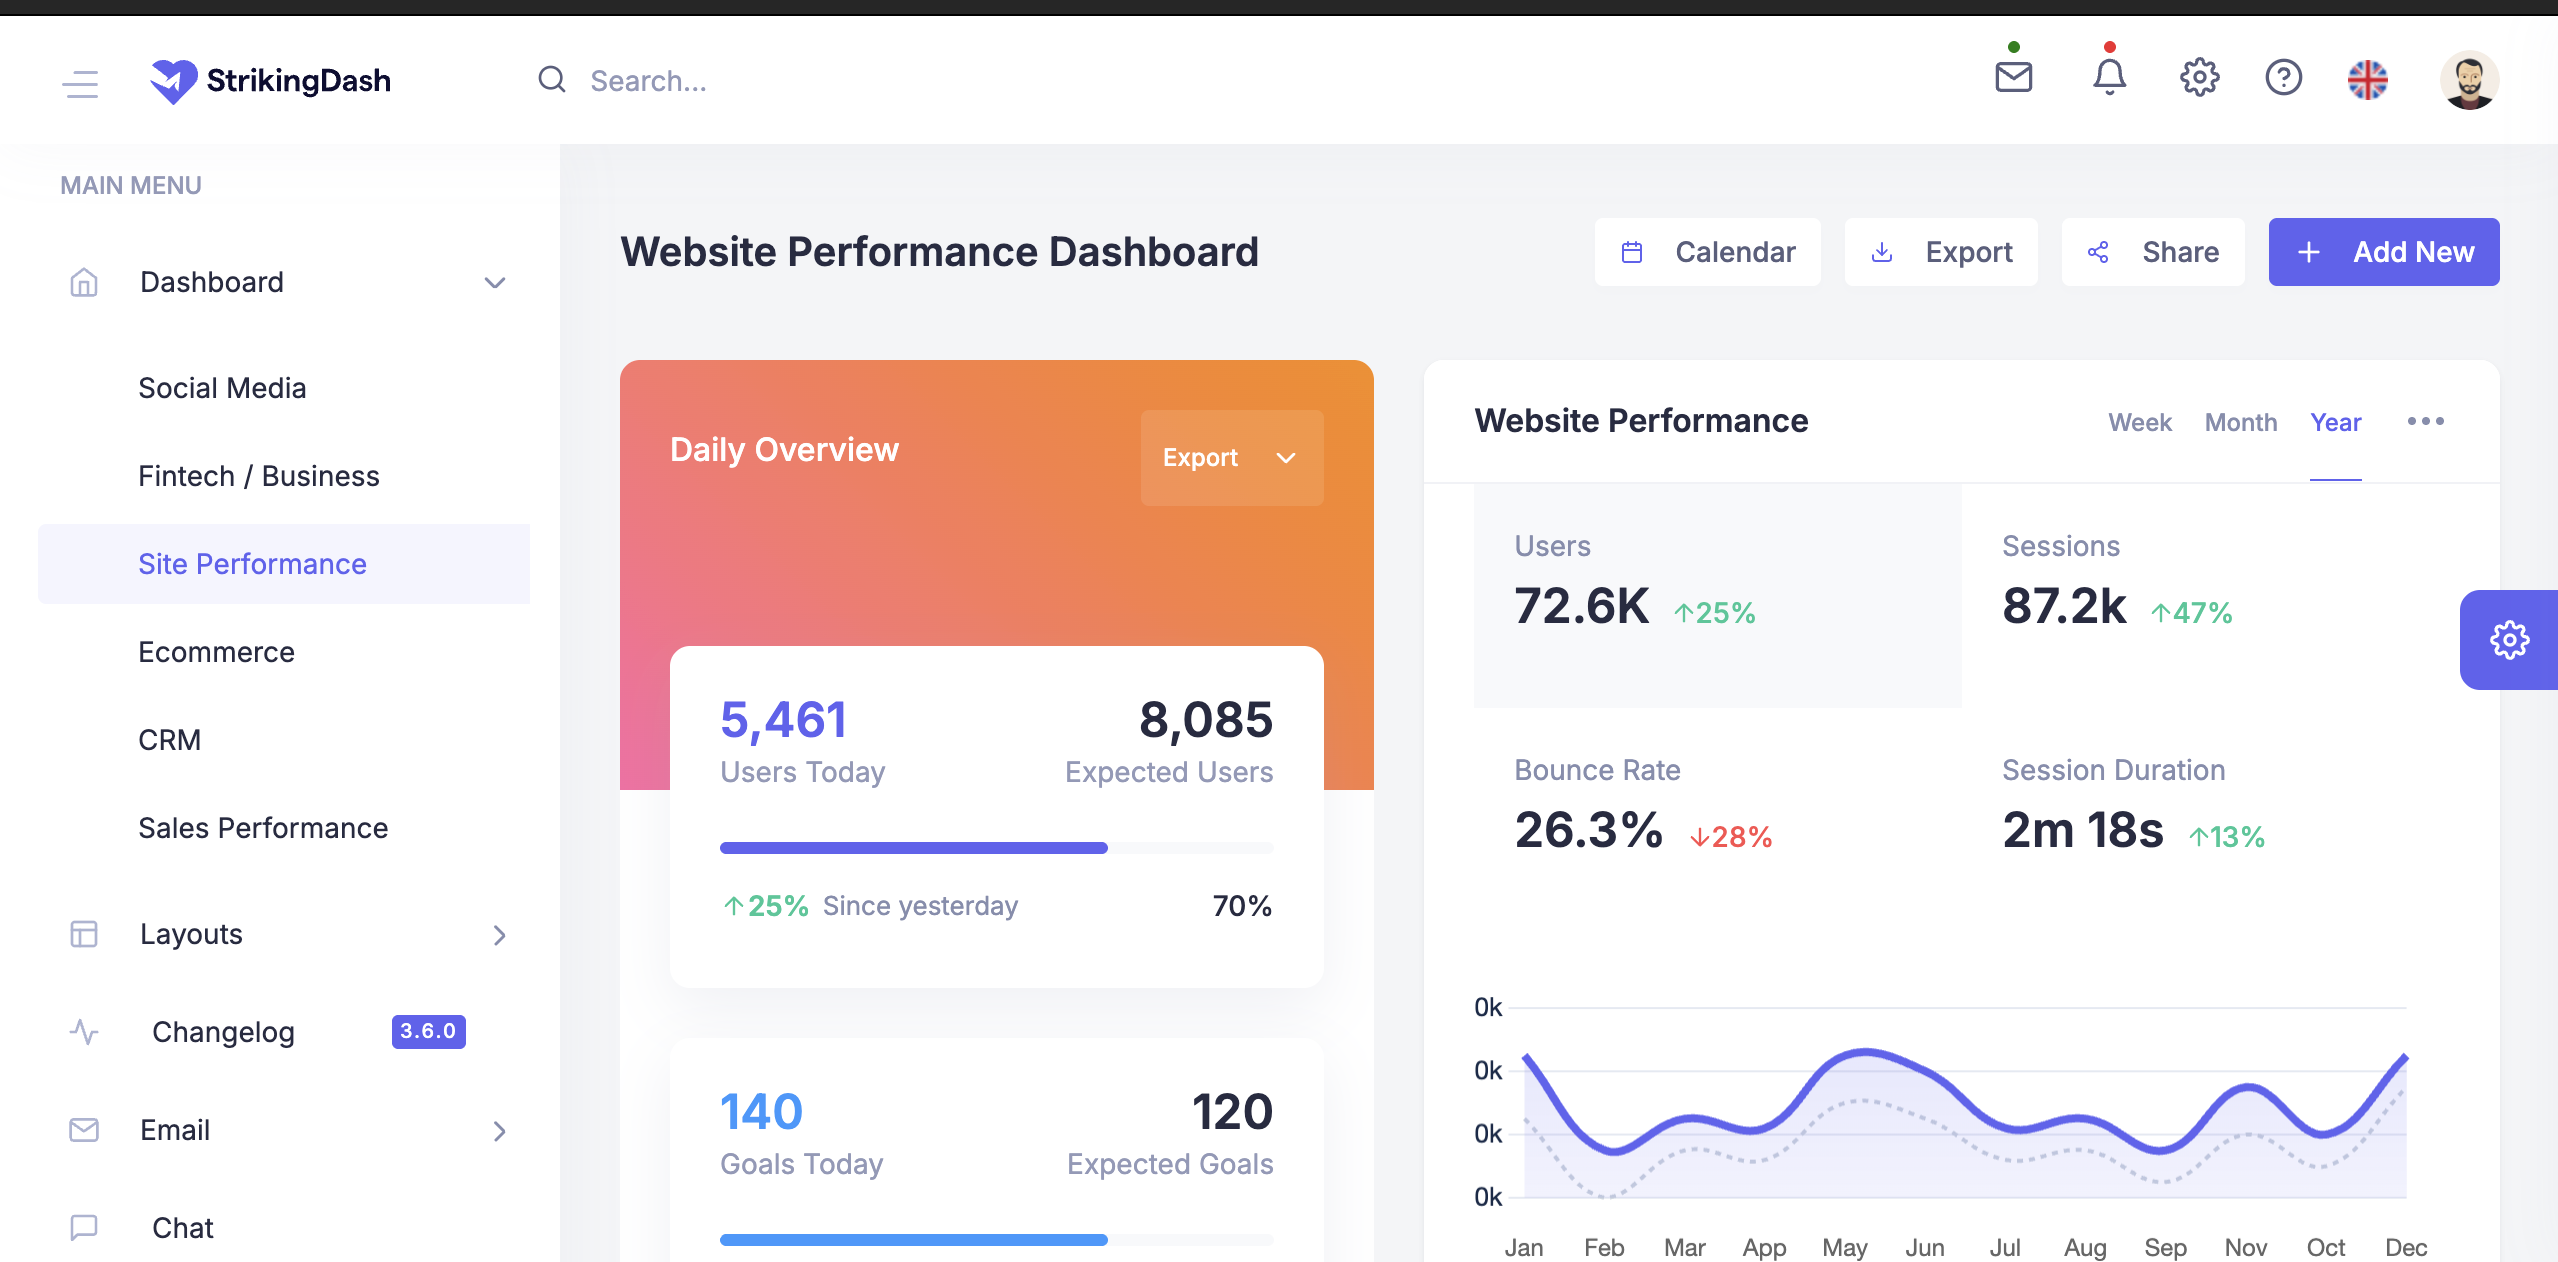 StrikingDash
Search...
MAIN MENU
Dashboard
Social Media
Fintech / Business
Site Performance
Ecommerce
CRM
Sales Performance
Layouts
Changelog 3.6.0
Email
Chat
Website Performance Dashboard
Calendar Export Share + Add New
Daily Overview
Export
5,461 8,085
Users Today Expected Users
↑25% Since yesterday 70%
140 120
Goals Today Expected Goals
Website Performance
Week Month Year
Users
72.6K ↑25%
Sessions
87.2k ↑47%
Bounce Rate
26.3% ↓28%
Session Duration
2m 18s ↑13%
0k
0k
0k
0k
Jan Feb Mar App May Jun Jul Aug Sep Nov Oct Dec